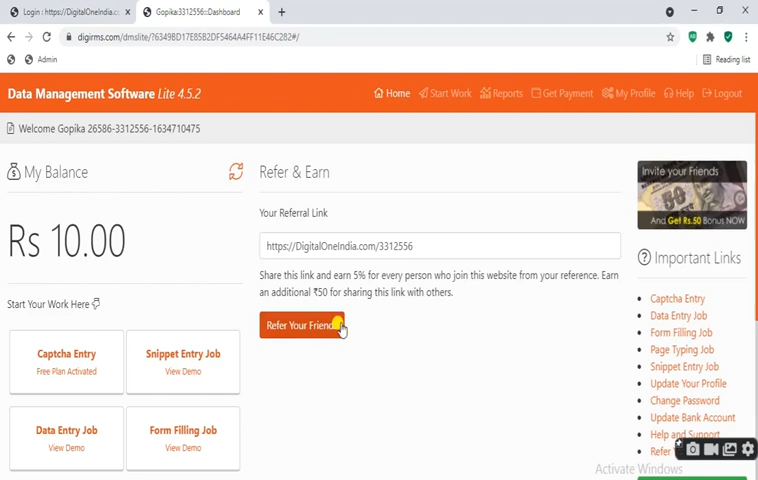 Login : https://DigitalOneIndia.co
Gopika:3312556::Dashboard
digirms.com/dmslite/?6349BD17E85B2DF5464A4FF11E46C282#/
Admin
Reading list
Data Management Software Lite 4.5.2
Home
Start Work
Reports
Get Payment
My Profile
Help
Logout
Welcome Gopika 26586-3312556-1634710475
My Balance
Rs 10.00
Start Your Work Here
Captcha Entry
Free Plan Activated
Snippet Entry Job
View Demo
Data Entry Job
View Demo
Form Filling Job
View Demo
Refer & Earn
Your Referral Link
https://DigitalOneIndia.com/3312556
Share this link and earn 5% for every person who join this website from your reference. Earn
an additional ₹50 for sharing this link with others.
Refer Your Friend
Invite your Friends
50
And Get Rs.50 Bonus NOW
Important Links
Captcha Entry
Data Entry Job
Form Filling Job
Page Typing Job
Snippet Entry Job
Update Your Profile
Change Password
Update Bank Account
Help and Support
Refer
Activate Windows